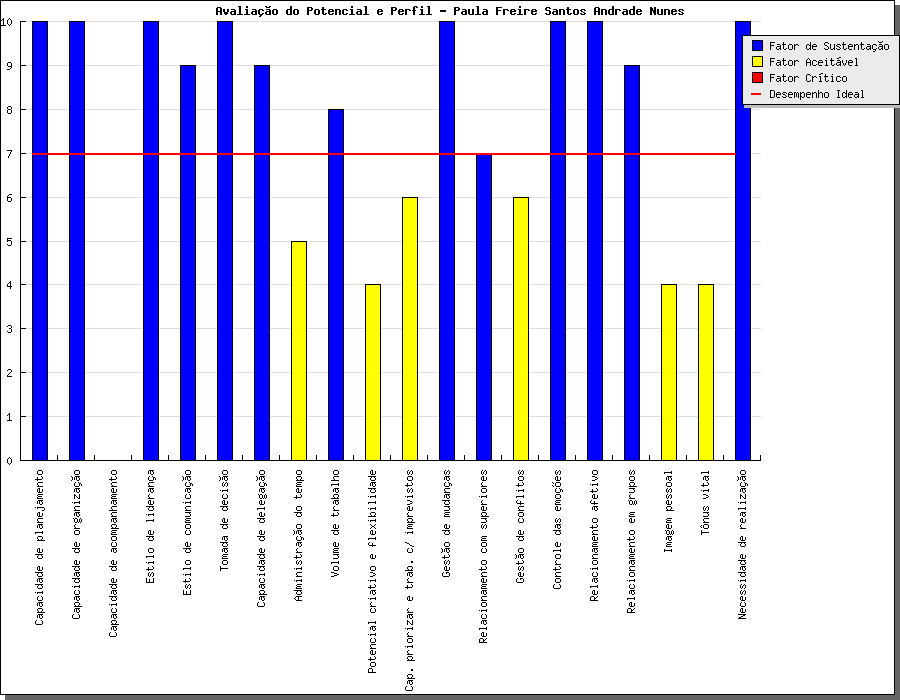 Avaliação do Potencial e Perfil - Paula Freire Santos Andrade Nunes
10
9
8
7
6
5
4
3
2
1
0
Fator de Sustentação
Fator Aceitável
Fator Crítico
Desempenho Ideal
Capacidade de planejamento
Capacidade de organização
Capacidade de acompanhamento
Estilo de liderança
Estilo de comunicação
Tomada de decisão
Capacidade de delegação
Administração do tempo
Volume de trabalho
Potencial criativo e flexibilidade
Cap. priorizar e trab. c/ imprevistos
Gestão de mudanças
Relacionamento com superiores
Gestão de conflitos
Controle das emoções
Relacionamento afetivo
Relacionamento em grupos
Imagem pessoal
Tônus vital
Necessidade de realização